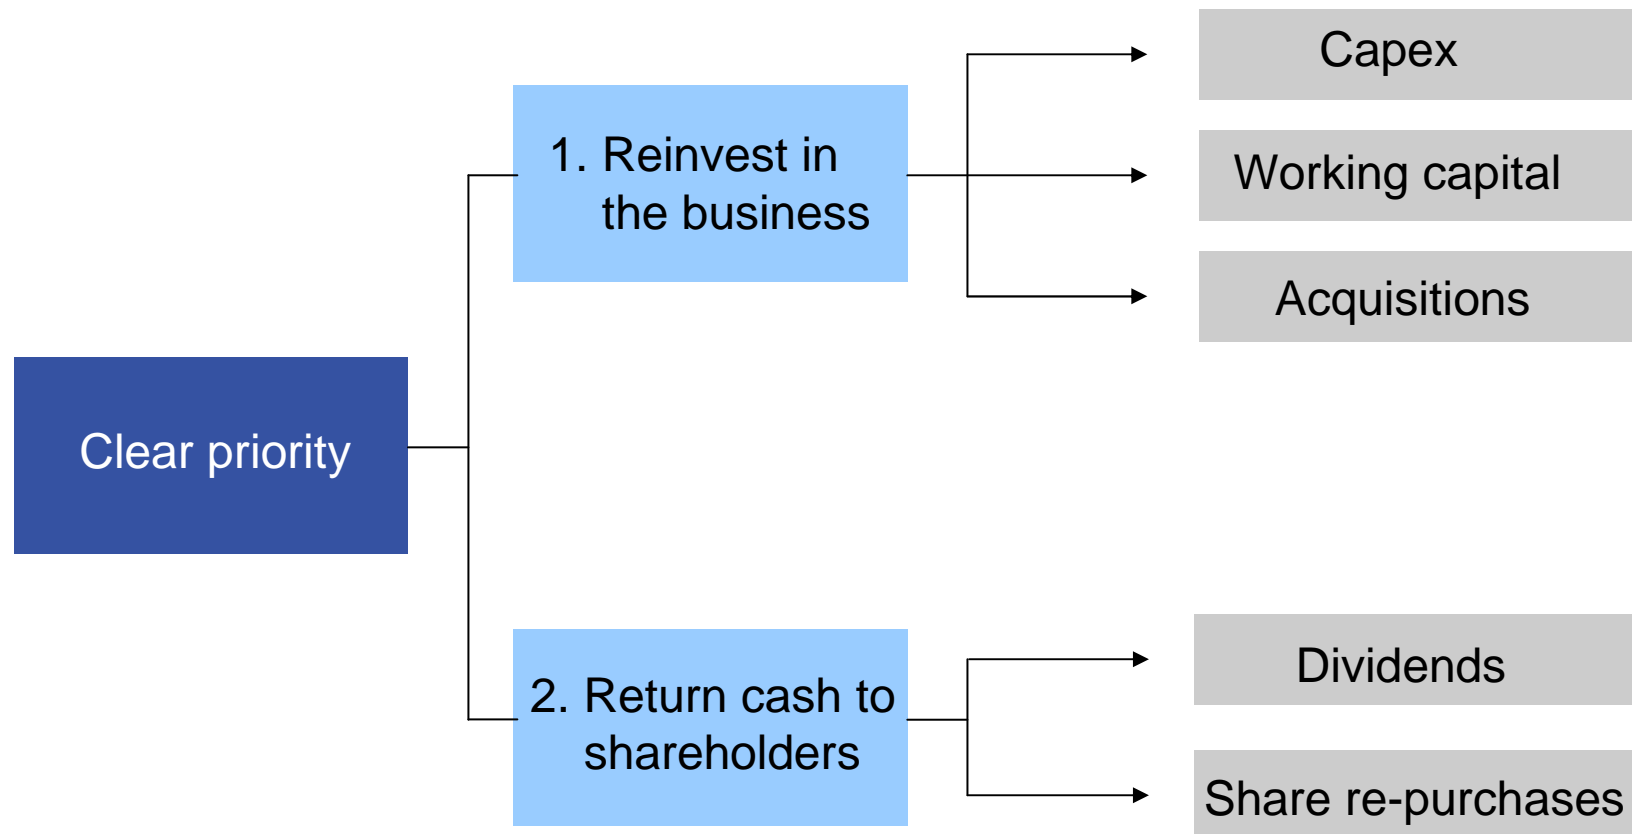 Clear priority
1. Reinvest in
the business
Capex
Working capital
Acquisitions
2. Return cash to
shareholders
Dividends
Share re-purchases